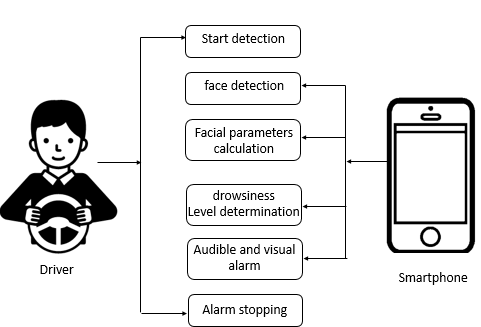 Start detection
face detection
Facial parameters
calculation
drowsiness
Level determination
Audible and visual
alarm
Alarm stopping
Driver
Smartphone